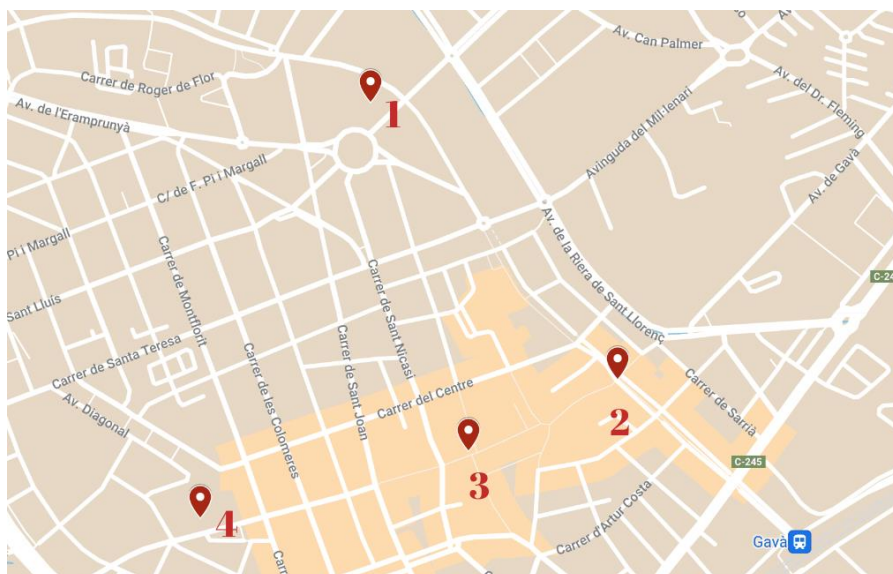 Av. Can Palmer
Carrer de Roger de Flor
Av. del Dr. Fleming
1
Av. de l'Eramprunyà
Avinguda del Mil·lenari
C/ de F. Pi i Margall
Av. de Gavà
Pi i Margall
Av. de la Riera de Sant Llorenç
C-24
Sant Lluís
Carrer de Montflorit
Carrer de Sant Nicasi
Carrer de Santa Teresa
Carrer de les Colomeres
Carrer de Sant Joan
Carrer del Centre
Carrer de Sarrià
Av. Diagonal
2
C-245
3
4
Carrer d'Artur Costa
Gavà
Carr